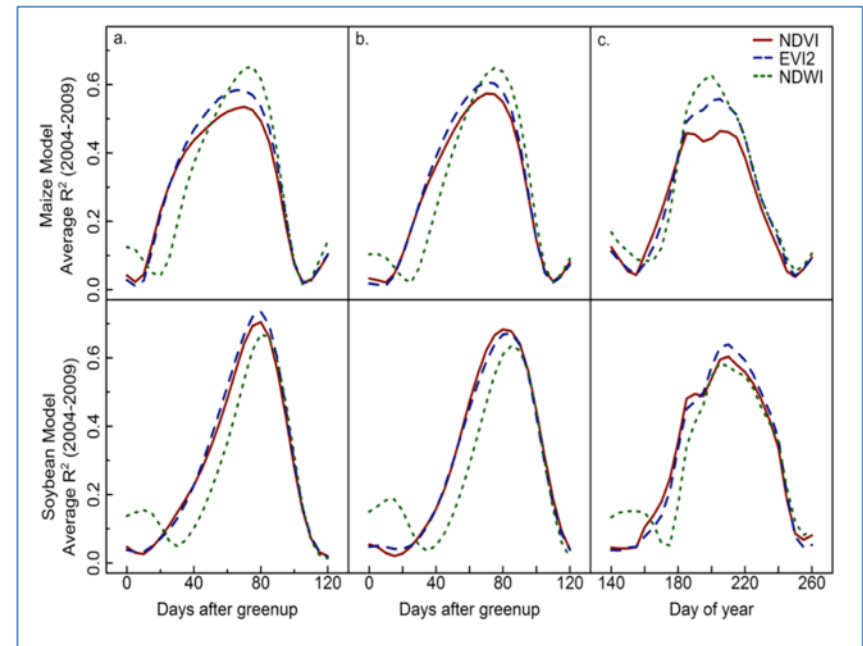 a.
b.
c.
NDVI
EVI2
NDWI
Maize Model
Average R² (2004-2009)
0.0 0.2 0.4 0.6
Soybean Model
Average R² (2004-2009)
0.0 0.2 0.4 0.6
0 40 80 120
0 40 80 120
140 180 220 260
Days after greenup
Days after greenup
Day of year